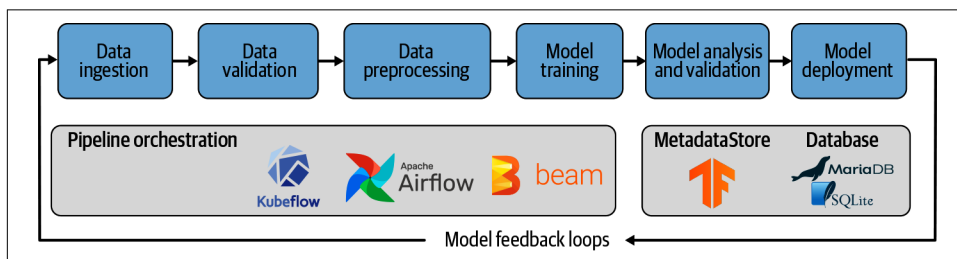 Data
ingestion
Data
validation
Data
preprocessing
Model
training
Model analysis
and validation
Model
deployment
Pipeline orchestration
Kubeflow
Apache
Airflow
beam
MetadataStore
Database
MariaDB
SQLite
Model feedback loops